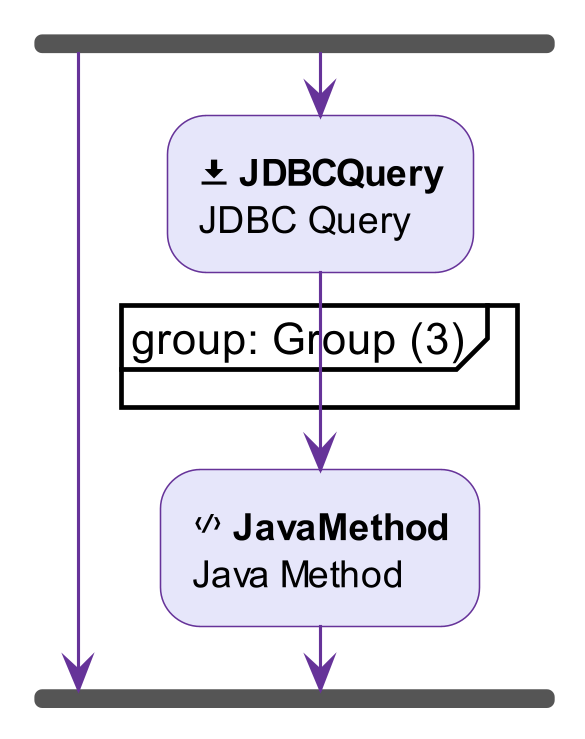 JDBCQuery
JDBC Query
group: Group (3)
JavaMethod
Java Method